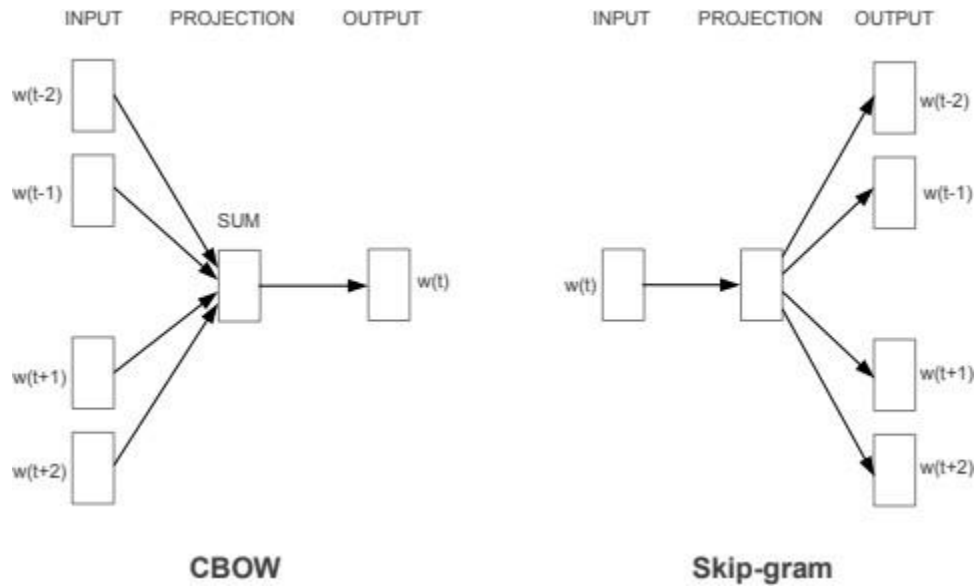 INPUT PROJECTION OUTPUT
w(t-2)
w(t-1)
SUM
w(t)
w(t+1)
w(t+2)
CBOW
INPUT PROJECTION OUTPUT
w(t-2)
w(t-1)
w(t)
w(t+1)
w(t+2)
Skip-gram